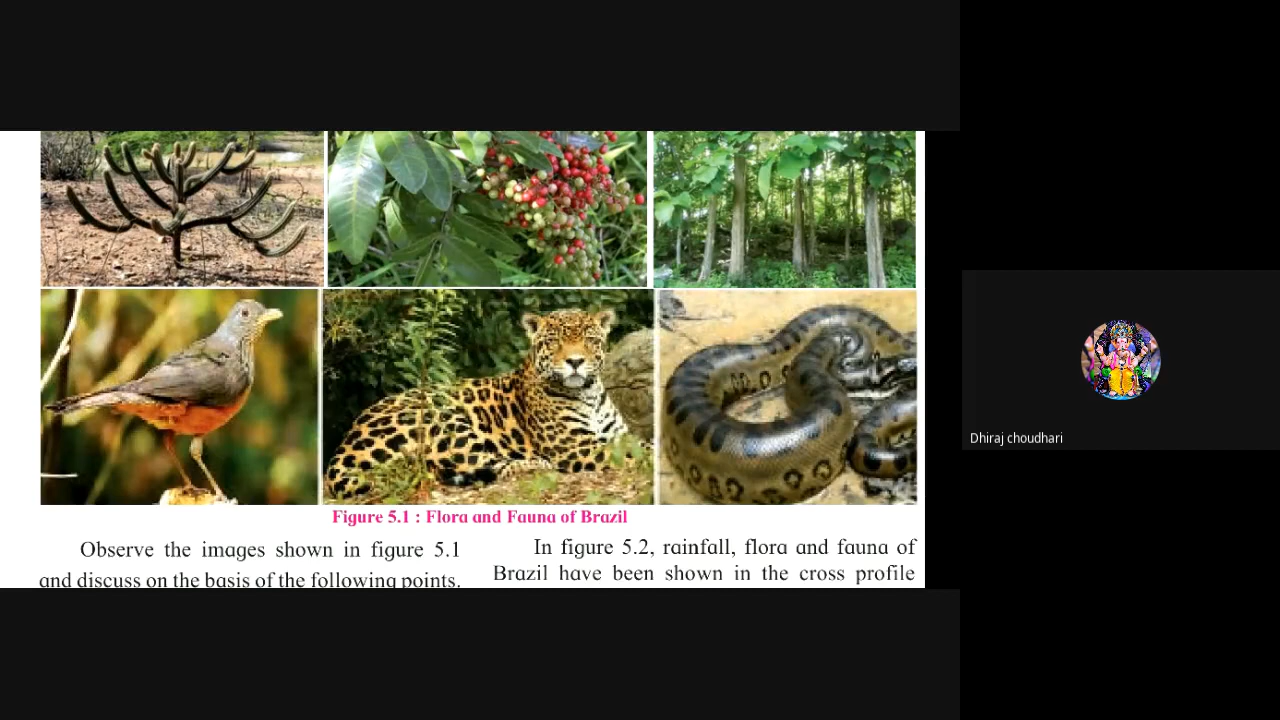 Figure 5.1 : Flora and Fauna of Brazil
Observe the images shown in figure 5.1
and discuss on the basis of the following points.
In figure 5.2, rainfall, flora and fauna of
Brazil have been shown in the cross profile
Dhiraj choudhari